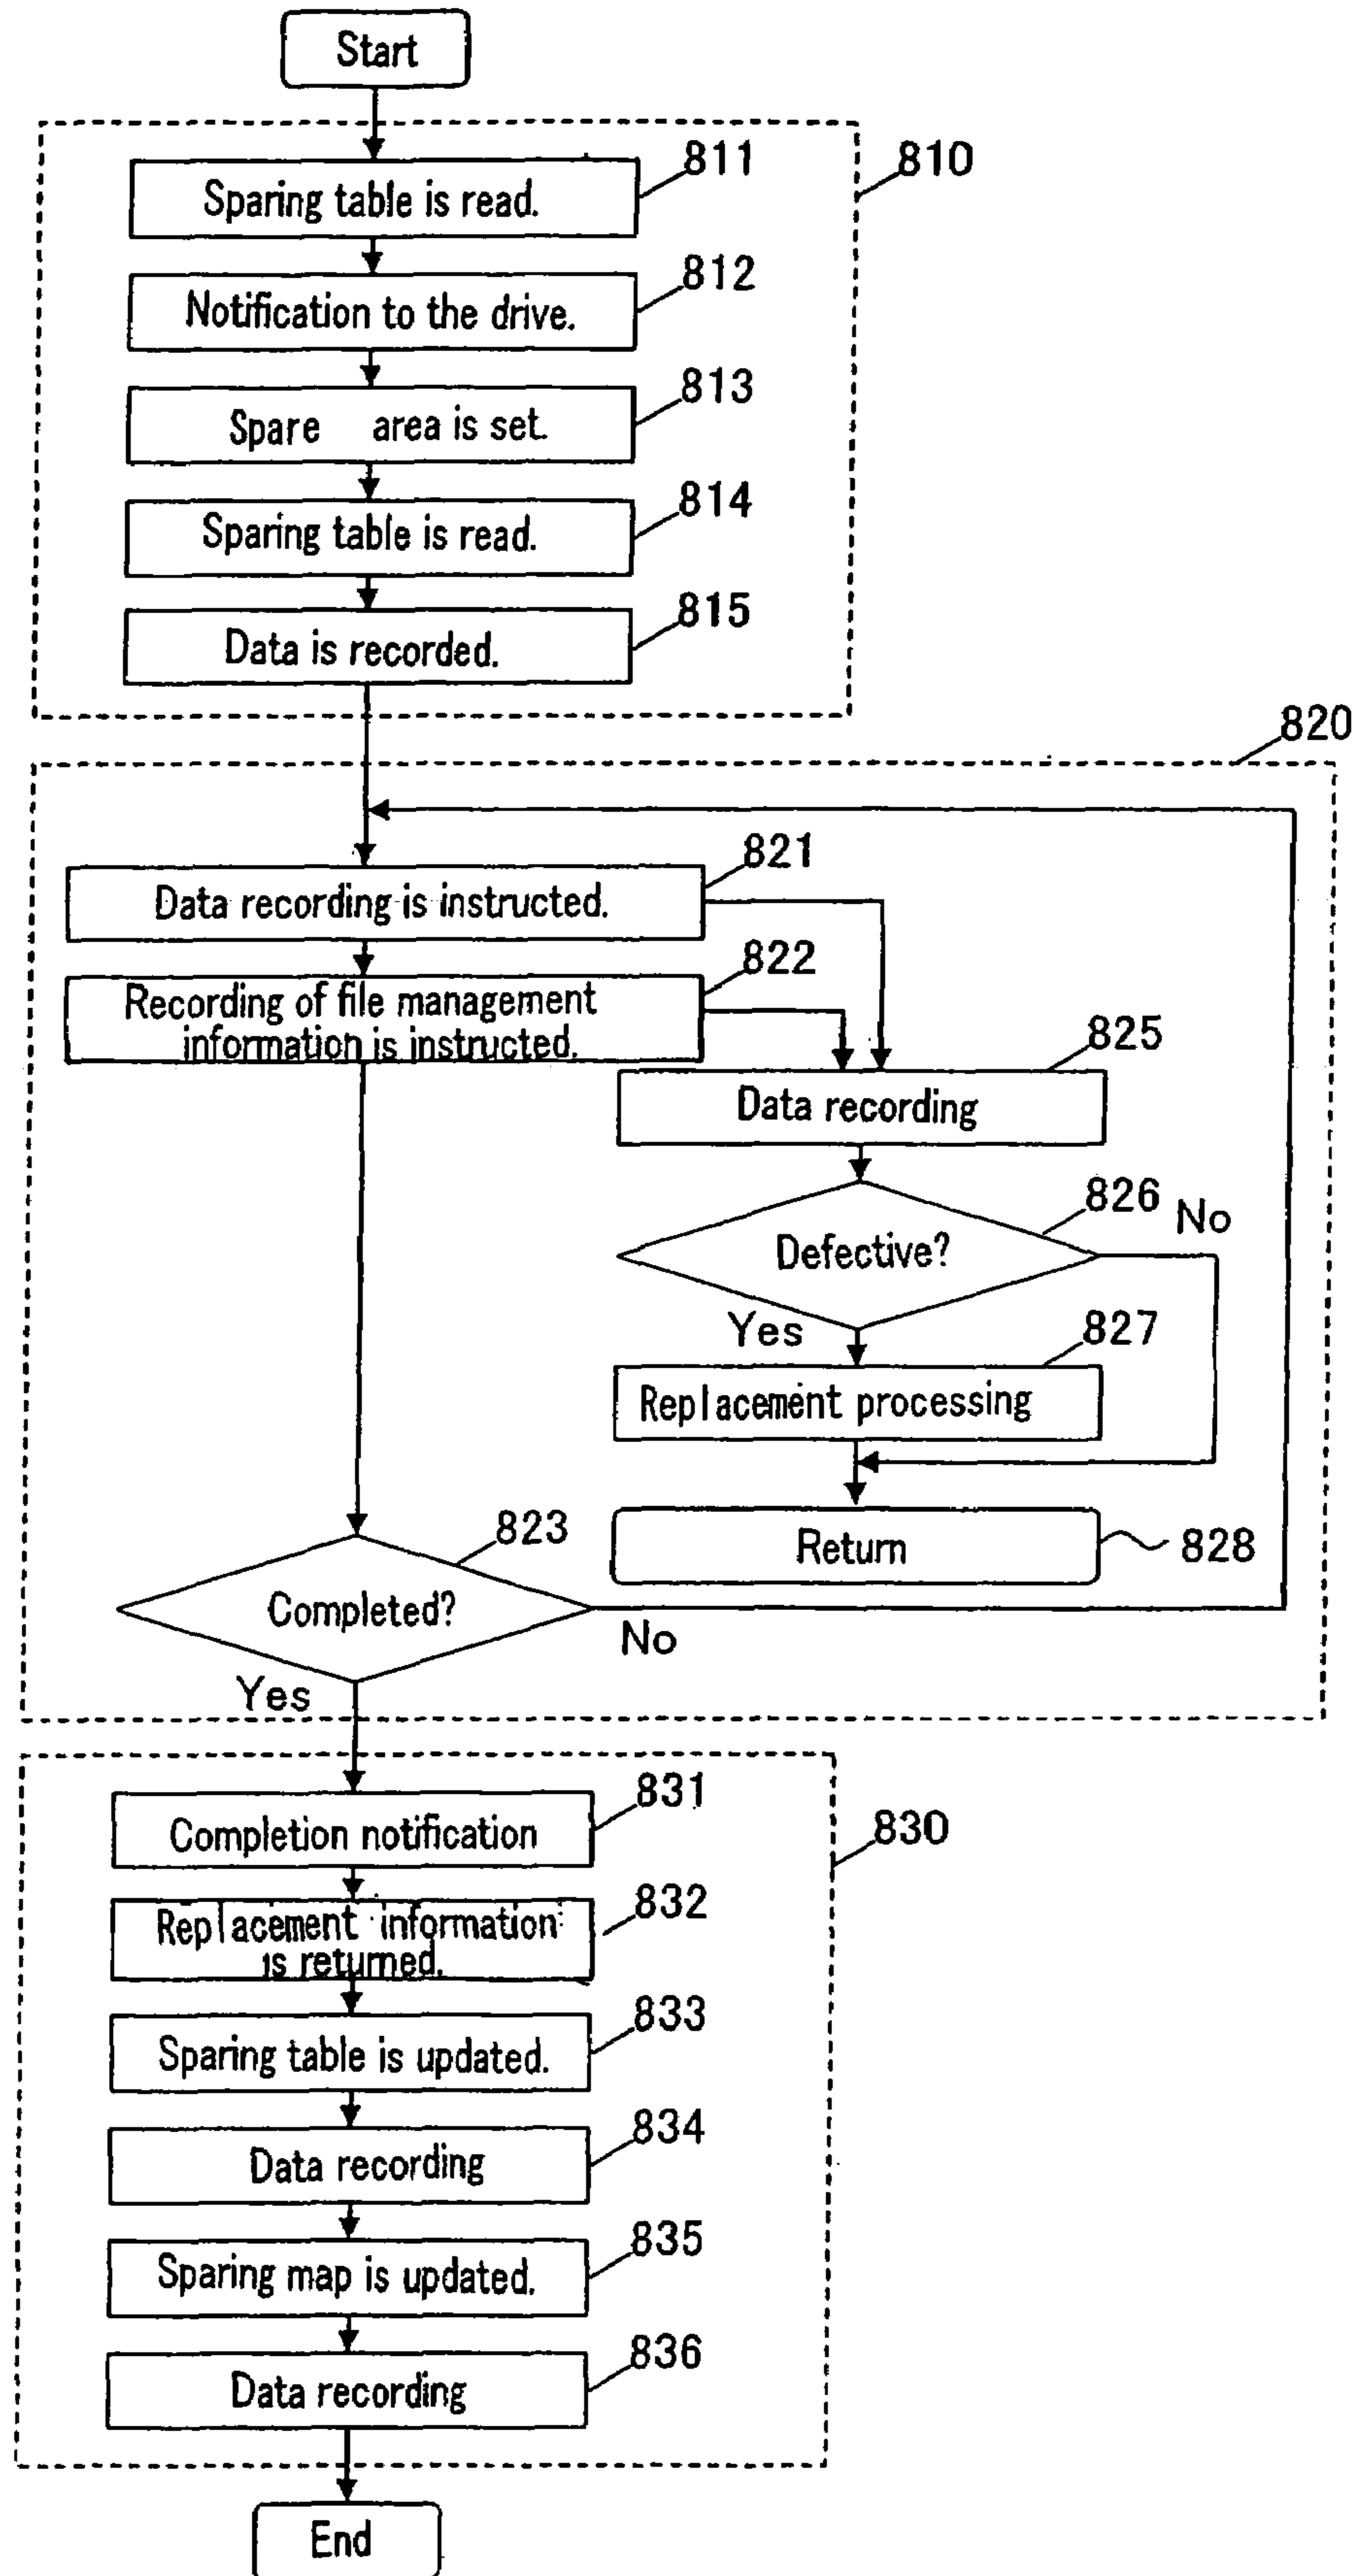 Start
811
810
Sparing table is read.
812
Notification to the drive.
813
Spare area is set.
814
Sparing table is read.
815
Data is recorded.
820
821
Data recording is instructed.
822
Recording of file management
information is instructed.
825
Data recording
826
No
Defective?
Yes
827
Replacement processing
823
Return
828
Completed?
No
Yes
831
830
Completion notification
832
Replacement information
is returned.
833
Sparing table is updated.
834
Data recording
835
Sparing map is updated.
836
Data recording
End